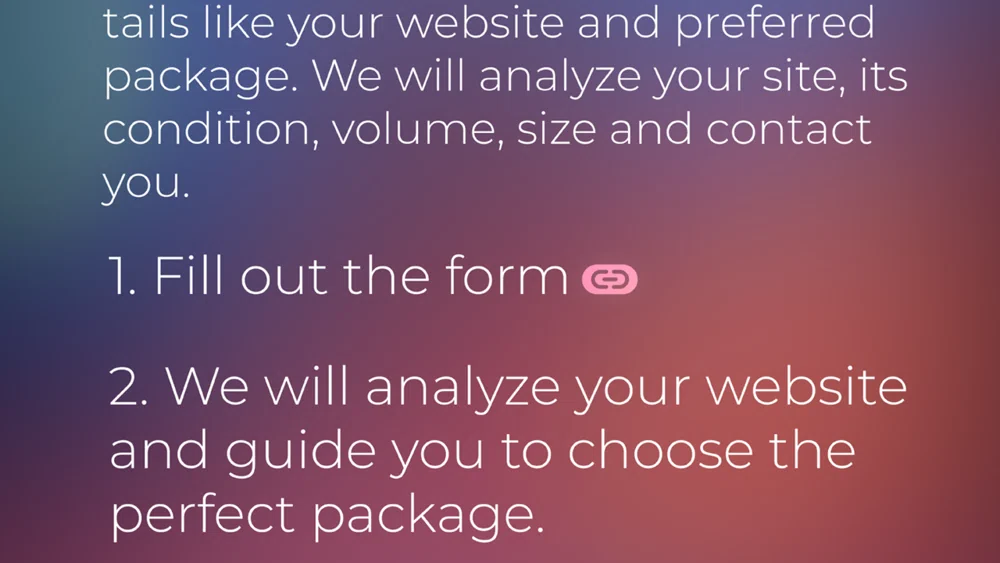 tails like your website and preferred
package. We will analyze your site, its
condition, volume, size and contact
you.
1. Fill out the form
2. We will analyze your website
and guide you to choose the
perfect package.